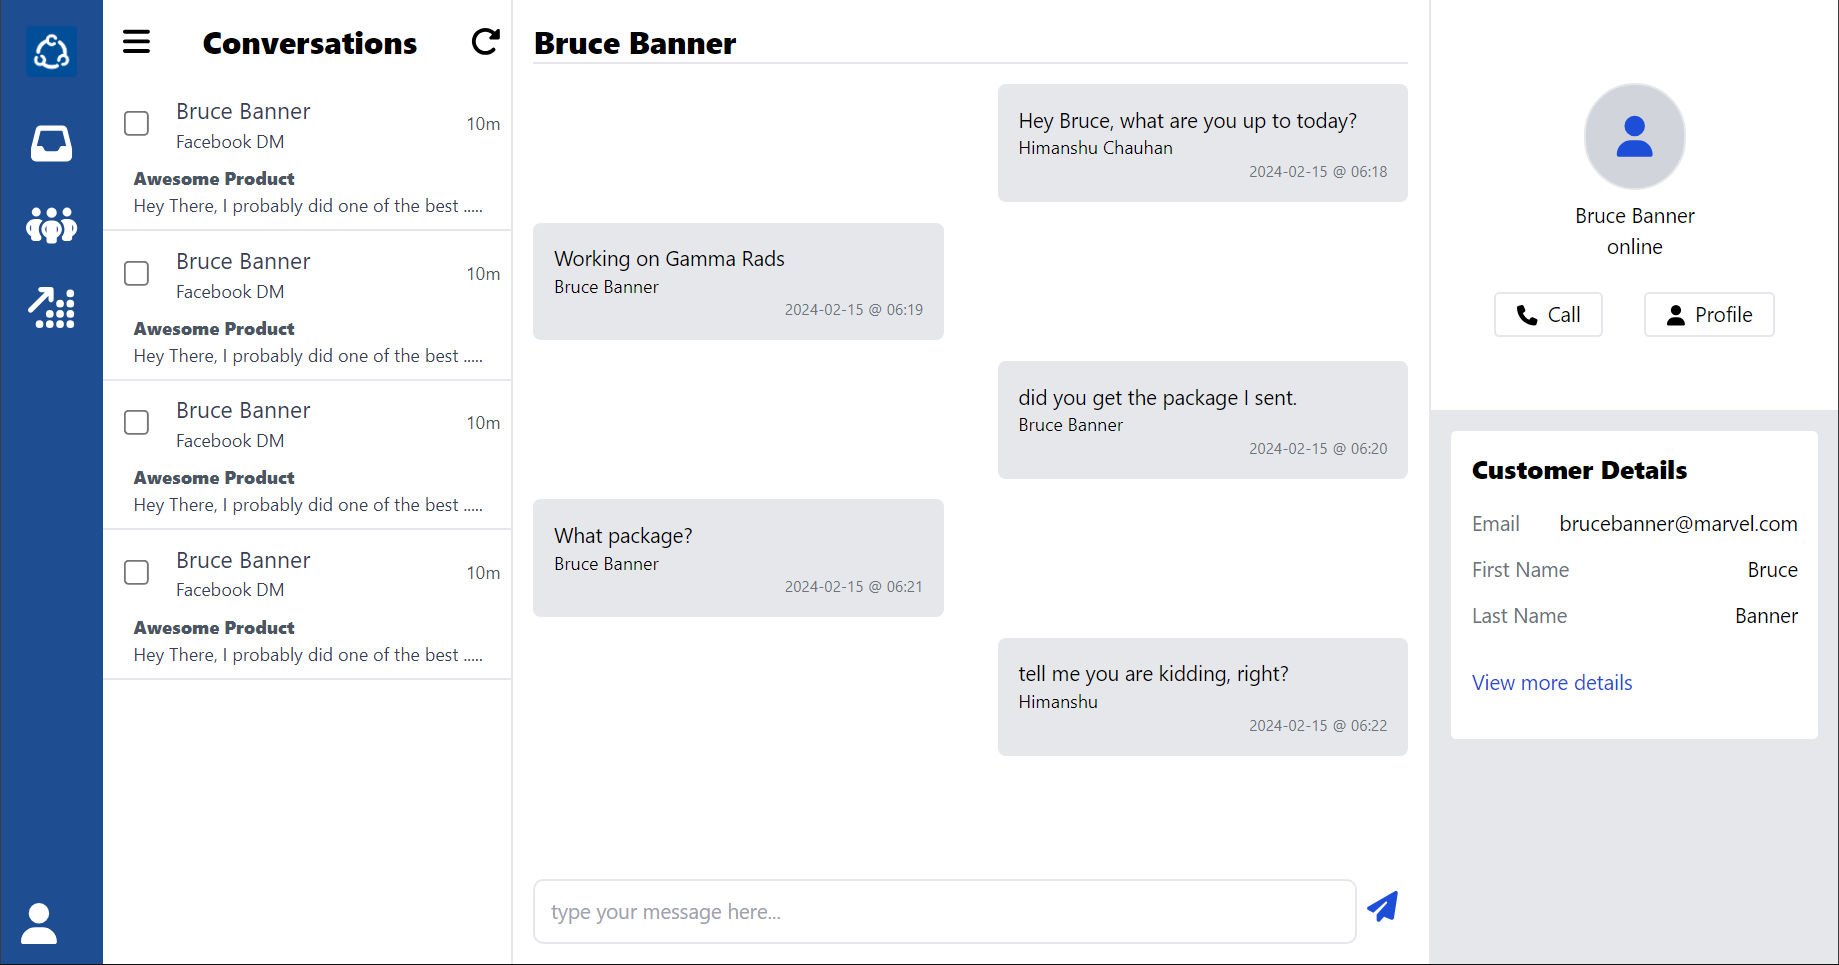 Conversations
Bruce Banner
Facebook DM
10m
Awesome Product
Hey There, I probably did one of the best .....
Bruce Banner
Facebook DM
10m
Awesome Product
Hey There, I probably did one of the best .....
Bruce Banner
Facebook DM
10m
Awesome Product
Hey There, I probably did one of the best .....
Bruce Banner
Facebook DM
10m
Awesome Product
Hey There, I probably did one of the best .....
Bruce Banner
Hey Bruce, what are you up to today?
Himanshu Chauhan
2024-02-15 @ 06:18
Working on Gamma Rads
Bruce Banner
2024-02-15 @ 06:19
did you get the package I sent.
Bruce Banner
2024-02-15 @ 06:20
What package?
Bruce Banner
2024-02-15 @ 06:21
tell me you are kidding, right?
Himanshu
2024-02-15 @ 06:22
type your message here...
Bruce Banner
online
Call
Profile
Customer Details
Email brucebanner@marvel.com
First Name Bruce
Last Name Banner
View more details